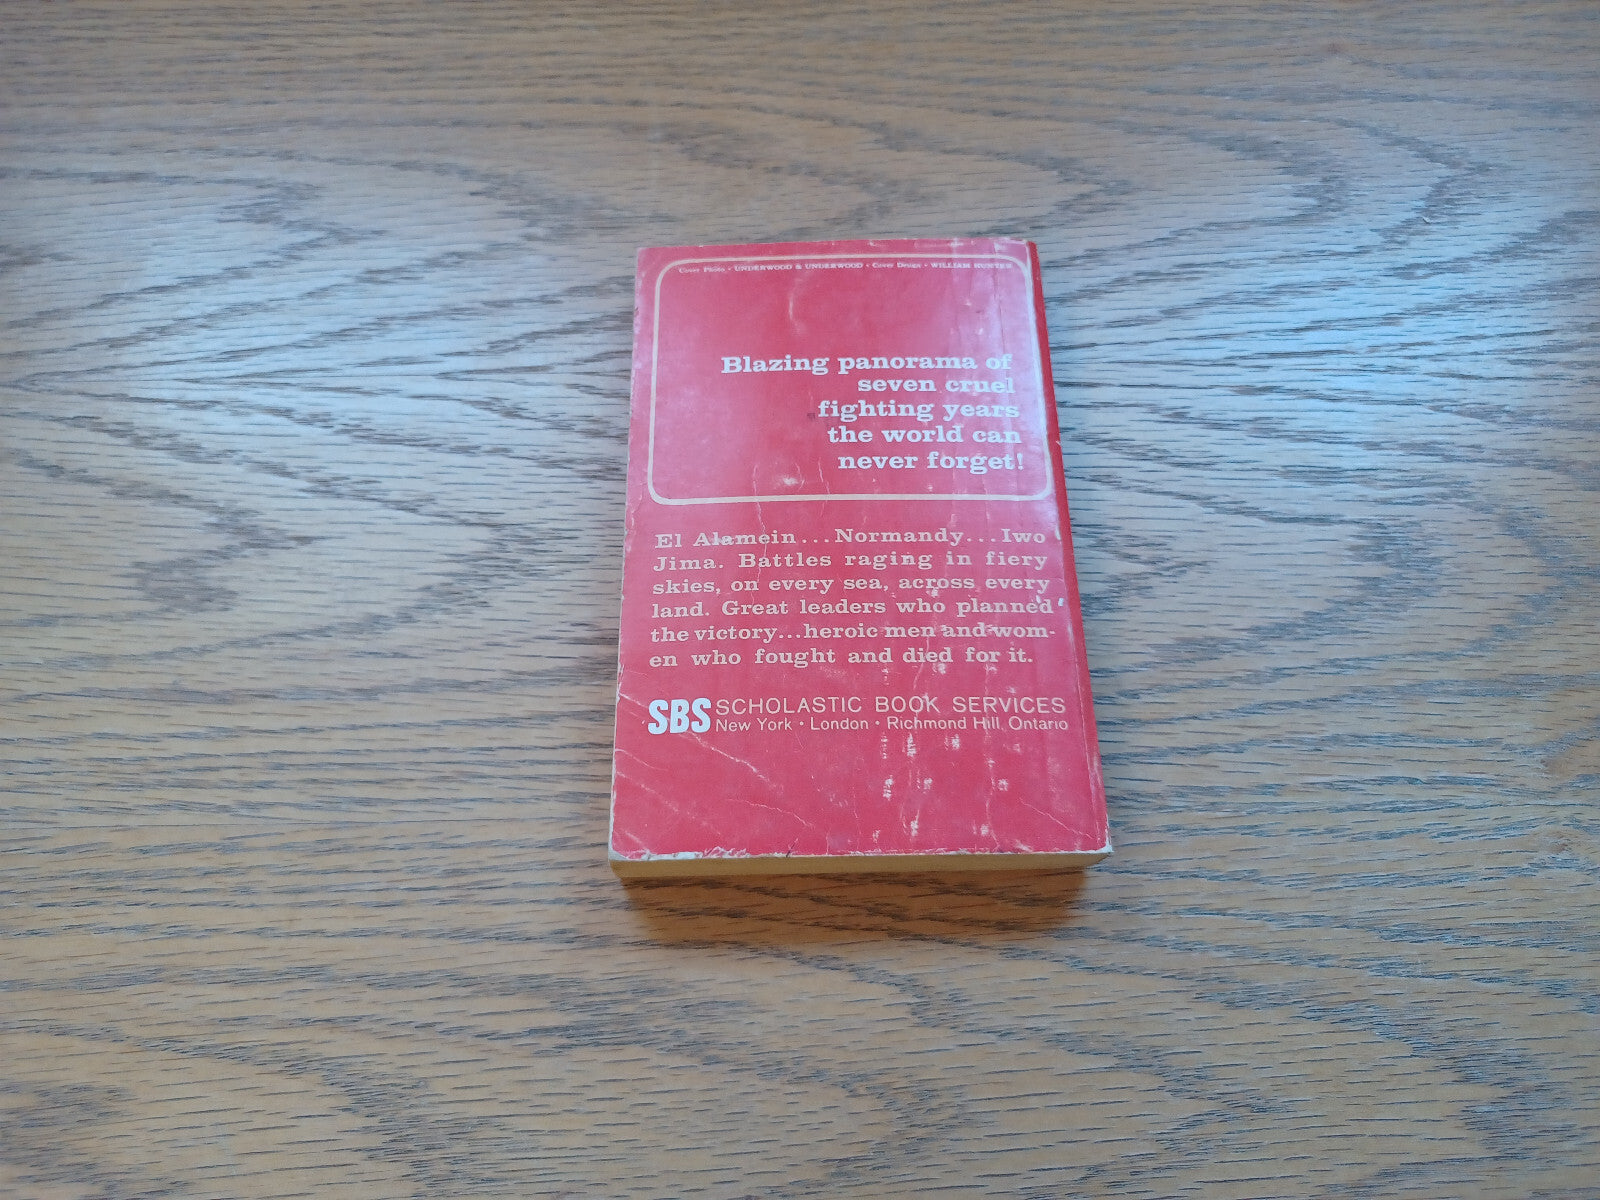 Cover Photo • UNDERWOOD & UNDERWOOD • Cover Design • WILLIAM HUNTER
Blazing panorama of
seven cruel
fighting years
the world can
never forget!
El Alamein...Normandy...Iwo
Jima. Battles raging in fiery
skies, on every sea, across every
land. Great leaders who planned
the victory...heroic men and wom-
en who fought and died for it.
SBS SCHOLASTIC BOOK SERVICES
New York • London • Richmond Hill, Ontario